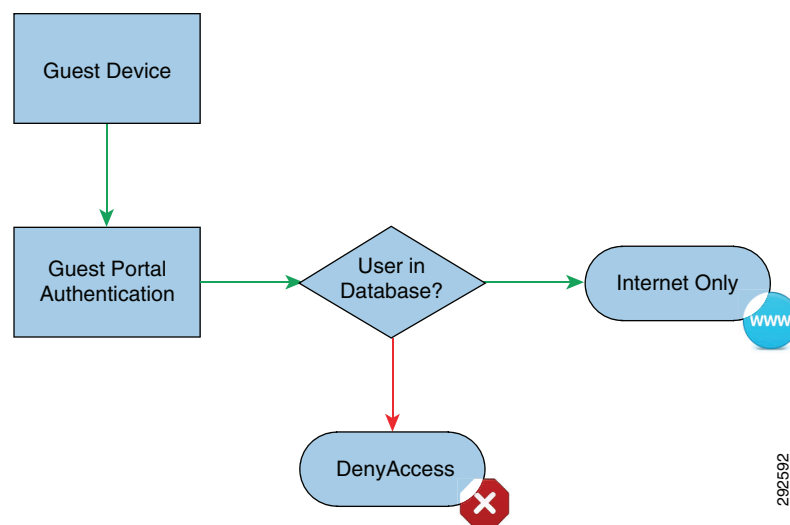 Guest Device
Guest Portal
Authentication
User in
Database?
Internet Only
www
DenyAccess
292592